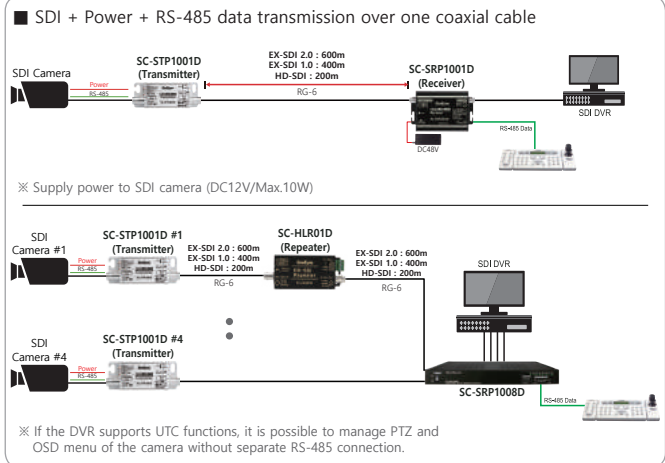 ■ SDI + Power + RS-485 data transmission over one coaxial cable
SDI Camera
Power
RS-485
SC-STP1001D
(Transmitter)
EX-SDI 2.0 : 600m
EX-SDI 1.0 : 400m
HD-SDI : 200m
RG-6
SC-SRP1001D
(Receiver)
DC48V
RS-485 Data
SDI DVR
※ Supply power to SDI camera (DC12V/Max.10W)
SDI
Camera #1
Power
RS-485
SC-STP1001D #1
(Transmitter)
EX-SDI 2.0 : 600m
EX-SDI 1.0 : 400m
HD-SDI : 200m
RG-6
SC-HLR01D
(Repeater)
EX-SDI 2.0 : 600m
EX-SDI 1.0 : 400m
HD-SDI : 200m
RG-6
SDI DVR
SDI
Camera #4
Power
RS-485
SC-STP1001D #4
(Transmitter)
SC-SRP1008D
RS-485 Data
※ If the DVR supports UTC functions, it is possible to manage PTZ and
OSD menu of the camera without separate RS-485 connection.